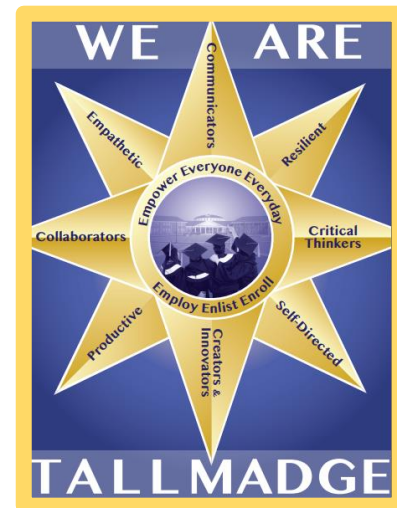 WE ARE
Communicators
Empathetic
Resilient
Empower Everyone Everyday
Collaborators
Critical
Thinkers
Employ Enlist Enroll
Productive
Self-Directed
Creators &
Innovators
TALLMADGE